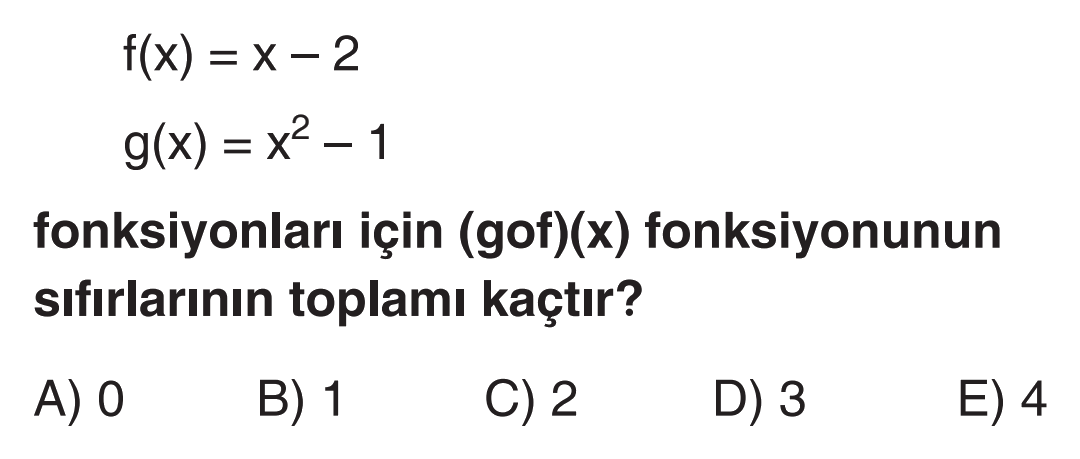 f(x) = x – 2
g(x) = x² – 1
fonksiyonları için (gof)(x) fonksiyonunun
sıfırlarının toplamı kaçtır?
A) 0 B) 1 C) 2 D) 3 E) 4